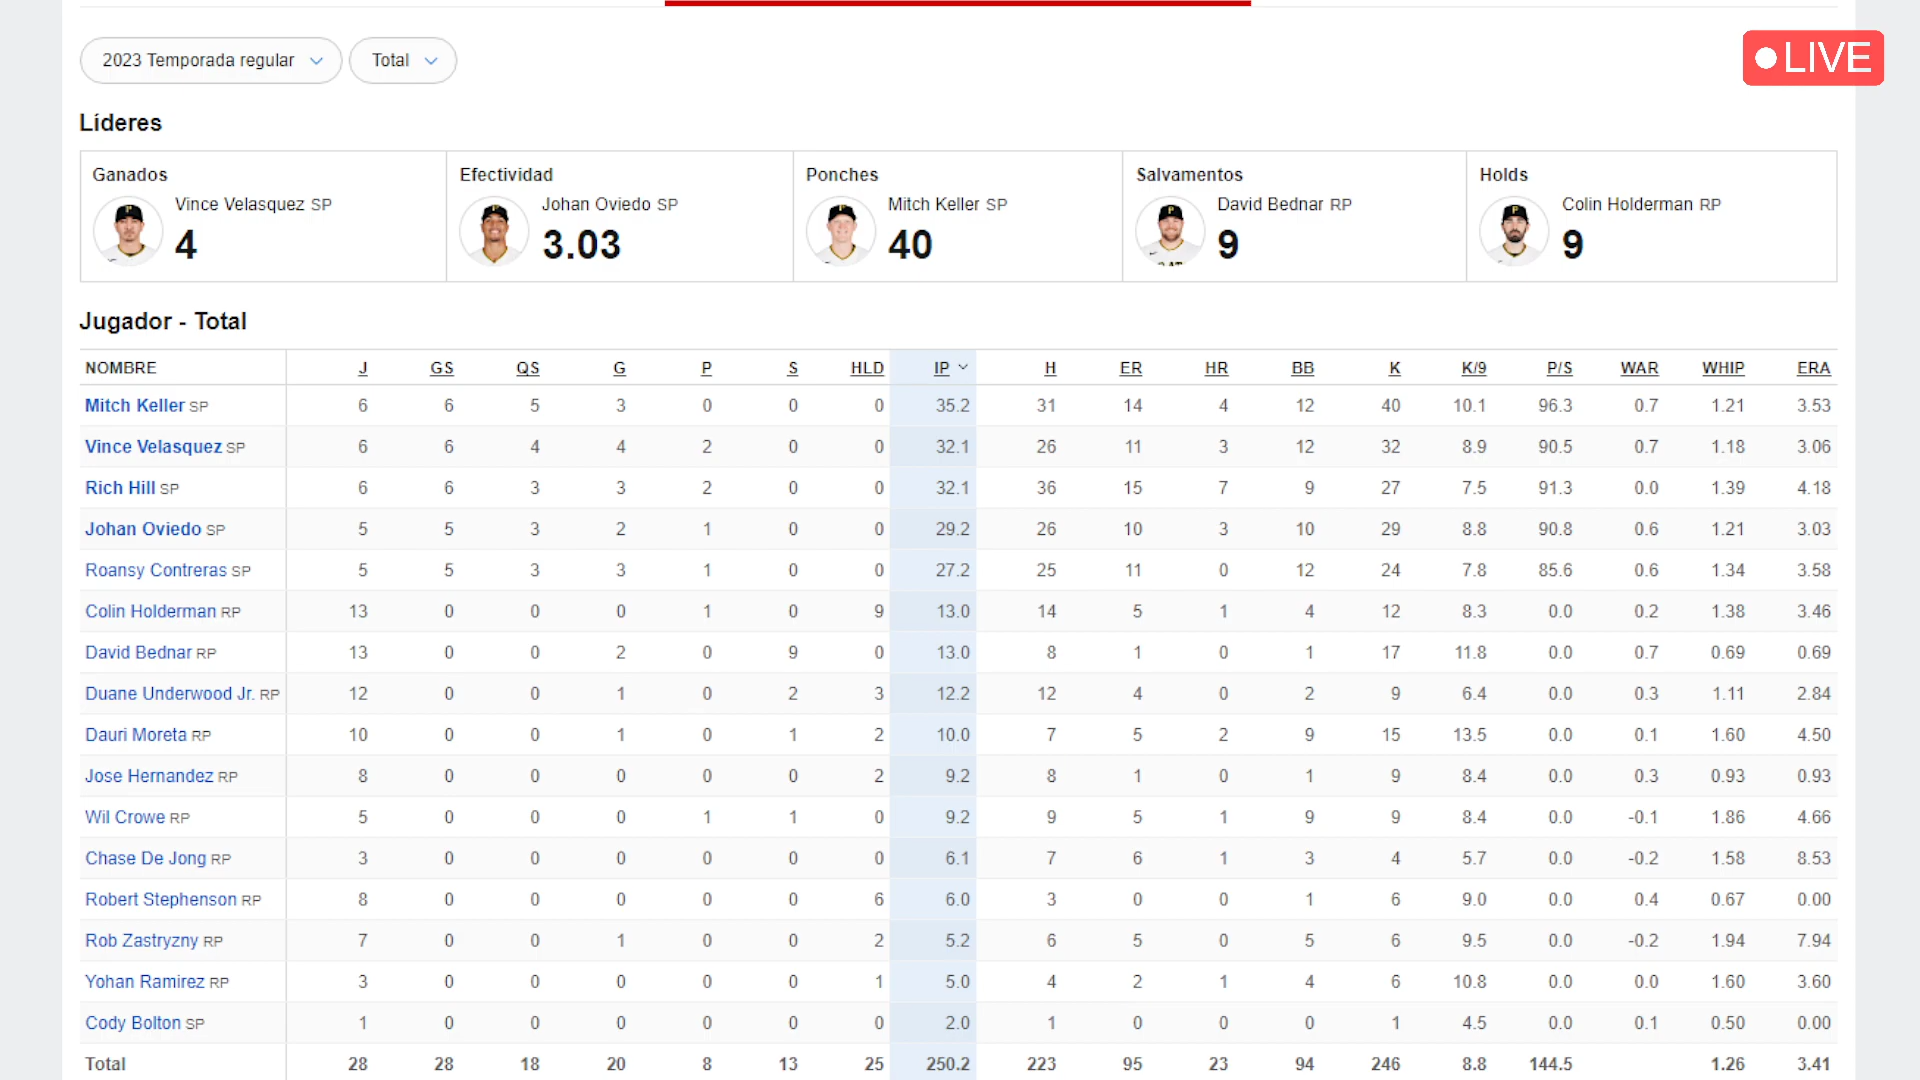 2023 Temporada regular Total
LIVE
Líderes
Ganados Efectividad Ponches Salvamentos Holds
Vince Velasquez SP Johan Oviedo SP Mitch Keller SP David Bednar RP Colin Holderman RP
4 3.03 40 9 9
Jugador - Total
NOMBRE J GS QS G P S HLD IP H ER HR BB K K/9 P/S WAR WHIP ERA
Mitch Keller SP 6 6 5 3 0 0 0 35.2 31 14 4 12 40 10.1 96.3 0.7 1.21 3.53
Vince Velasquez SP 6 6 4 4 2 0 0 32.1 26 11 3 12 32 8.9 90.5 0.7 1.18 3.06
Rich Hill SP 6 6 3 3 2 0 0 32.1 36 15 7 9 27 7.5 91.3 0.0 1.39 4.18
Johan Oviedo SP 5 5 3 2 1 0 0 29.2 26 10 3 10 29 8.8 90.8 0.6 1.21 3.03
Roansy Contreras SP 5 5 3 3 1 0 0 27.2 25 11 0 12 24 7.8 85.6 0.6 1.34 3.58
Colin Holderman RP 13 0 0 0 1 0 9 13.0 14 5 1 4 12 8.3 0.0 0.2 1.38 3.46
David Bednar RP 13 0 0 2 0 9 0 13.0 8 1 0 1 17 11.8 0.0 0.7 0.69 0.69
Duane Underwood Jr. RP 12 0 0 1 0 2 3 12.2 12 4 0 2 9 6.4 0.0 0.3 1.11 2.84
Dauri Moreta RP 10 0 0 1 0 1 2 10.0 7 5 2 9 15 13.5 0.0 0.1 1.60 4.50
Jose Hernandez RP 8 0 0 0 0 0 2 9.2 8 1 0 1 9 8.4 0.0 0.3 0.93 0.93
Wil Crowe RP 5 0 0 0 1 1 0 9.2 9 5 1 9 9 8.4 0.0 -0.1 1.86 4.66
Chase De Jong RP 3 0 0 0 0 0 0 6.1 7 6 1 3 4 5.7 0.0 -0.2 1.58 8.53
Robert Stephenson RP 8 0 0 0 0 0 6 6.0 3 0 0 1 6 9.0 0.0 0.4 0.67 0.00
Rob Zastryzny RP 7 0 0 1 0 0 2 5.2 6 5 0 5 6 9.5 0.0 -0.2 1.94 7.94
Yohan Ramirez RP 3 0 0 0 0 0 1 5.0 4 2 1 4 6 10.8 0.0 0.0 1.60 3.60
Cody Bolton SP 1 0 0 0 0 0 0 2.0 1 0 0 0 1 4.5 0.0 0.1 0.50 0.00
Total 28 28 18 20 8 13 25 250.2 223 95 23 94 246 8.8 144.5 1.26 3.41